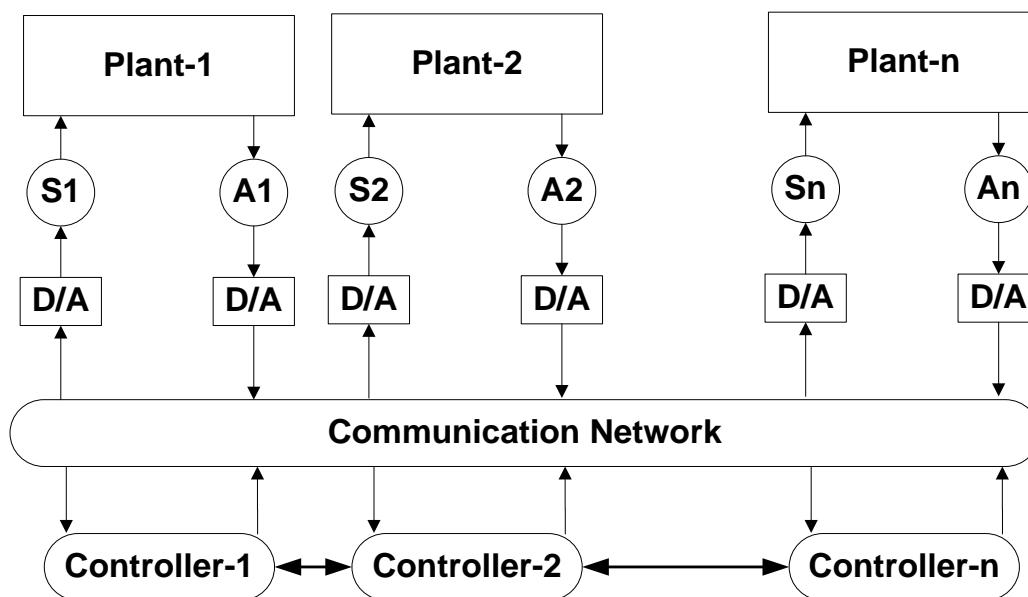 Plant-1
Plant-2
Plant-n
S1
A1
S2
A2
Sn
An
D/A
D/A
D/A
D/A
D/A
D/A
Communication Network
Controller-1
Controller-2
Controller-n